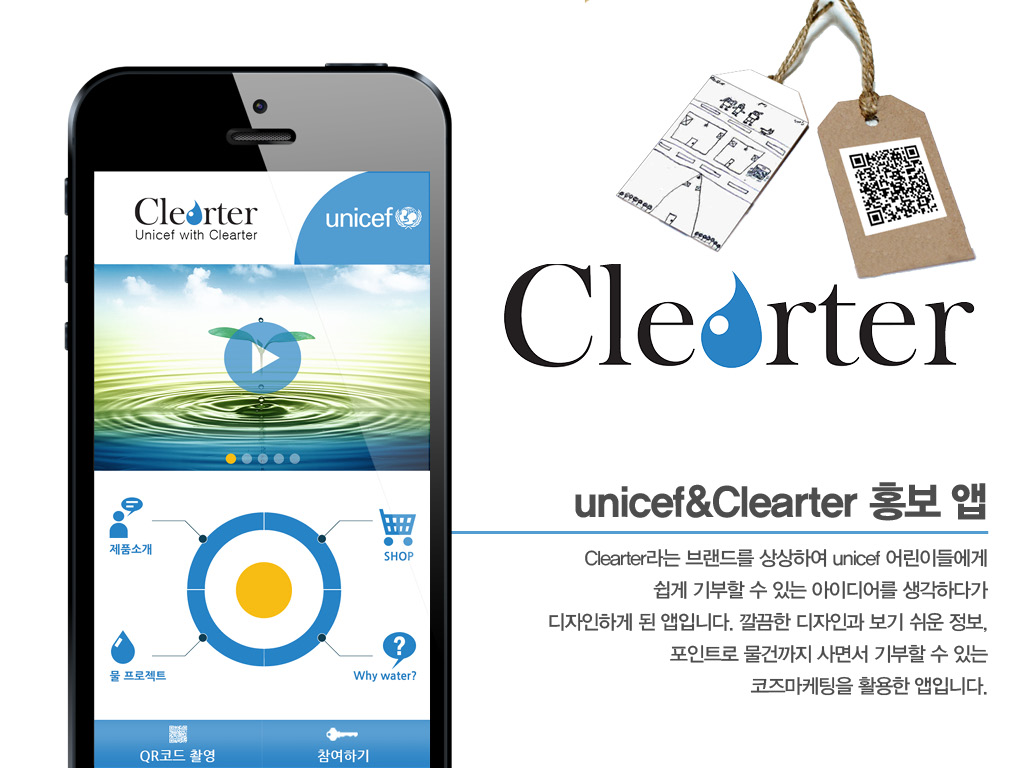 Clearter
Unicef with Clearter
unicef
제품소개
SHOP
물 프로젝트
Why water?
QR코드 촬영
참여하기
Clearter
unicef&Clearter 홍보 앱
Clearter라는 브랜드를 상상하여 unicef 어린이들에게
쉽게 기부할 수 있는 아이디어를 생각하다가
디자인하게 된 앱입니다. 깔끔한 디자인과 보기 쉬운 정보,
포인트로 물건까지 사면서 기부할 수 있는
코즈마케팅을 활용한 앱입니다.